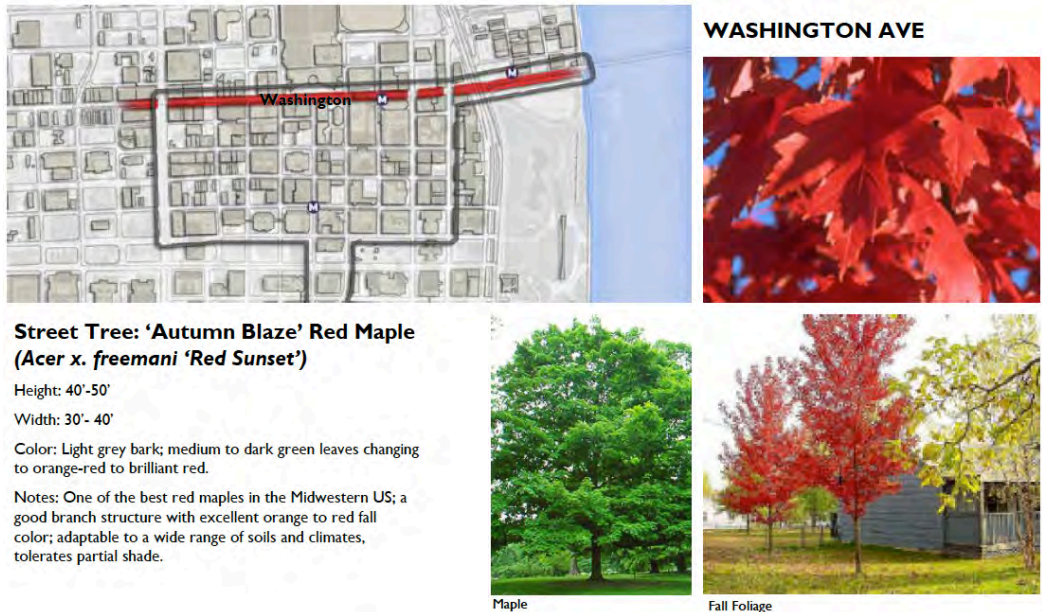 WASHINGTON AVE
Washington
M
M
M
Street Tree: ‘Autumn Blaze’ Red Maple
(Acer x. freemani ‘Red Sunset’)
Height: 40’-50’
Width: 30’- 40’
Color: Light grey bark; medium to dark green leaves changing
to orange-red to brilliant red.
Notes: One of the best red maples in the Midwestern US; a
good branch structure with excellent orange to red fall
color; adaptable to a wide range of soils and climates,
tolerates partial shade.
Maple
Fall Foliage